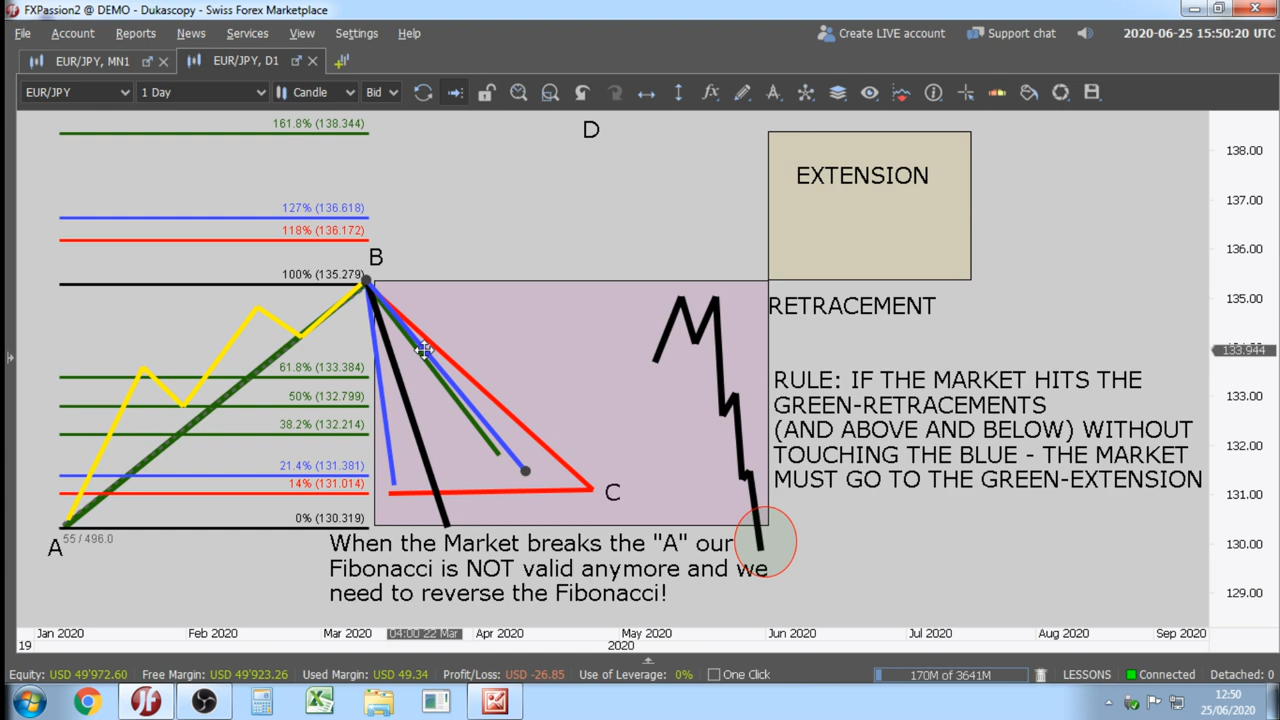 FXPassion2 @ DEMO - Dukascopy - Swiss Forex Marketplace
File Account Reports News Services View Settings Help
Create LIVE account Support chat 2020-06-25 15:50:20 UTC
EUR/JPY, MN1 EUR/JPY, D1
EUR/JPY 1 Day Candle Bid
161.8% (138.344)
D
138.00
EXTENSION
137.00
127% (136.618)
118% (136.172)
136.00
B
100% (135.279)
135.00
RETRACEMENT
134.00
133.944
61.8% (133.384)
RULE: IF THE MARKET HITS THE
GREEN-RETRACEMENTS
(AND ABOVE AND BELOW) WITHOUT
TOUCHING THE BLUE - THE MARKET
MUST GO TO THE GREEN-EXTENSION
50% (132.799)
133.00
38.2% (132.214)
132.00
21.4% (131.381)
14% (131.014)
131.00
C
0% (130.319)
A
55 / 496.0
130.00
When the Market breaks the "A" our
Fibonacci is NOT valid anymore and we
need to reverse the Fibonacci!
129.00
Jan 2020 Feb 2020 Mar 2020 04:00 22 Mar Apr 2020 May 2020 Jun 2020 Jul 2020 Aug 2020 Sep 2020
19 2020
Equity: USD 49'972.60 Free Margin: USD 49'923.26 Used Margin: USD 49.34 Profit/Loss: USD -26.85 Use of Leverage: 0% One Click 170M of 3641M LESSONS Connected Detached: 0
12:50
25/06/2020